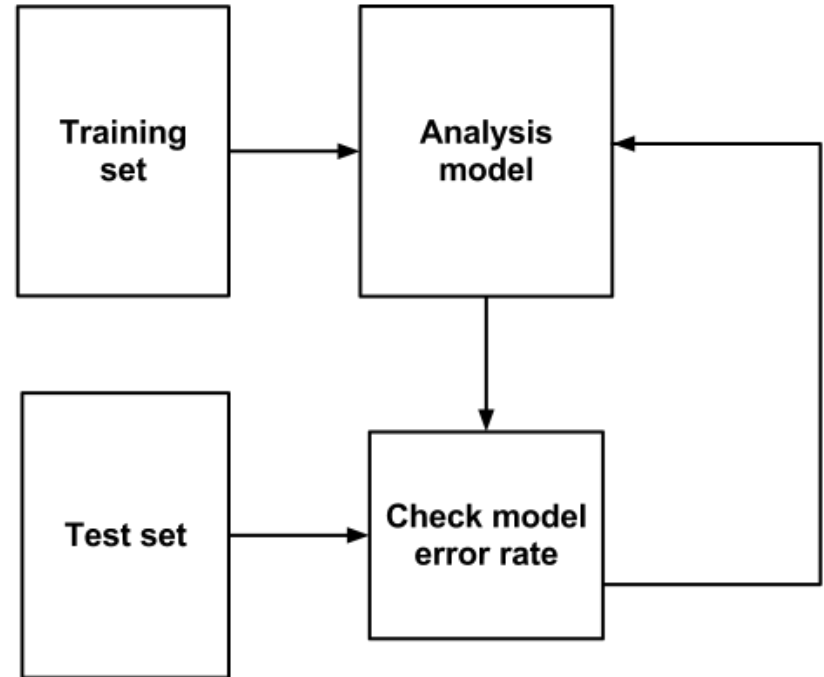 Training
set
Analysis
model
Test set
Check model
error rate